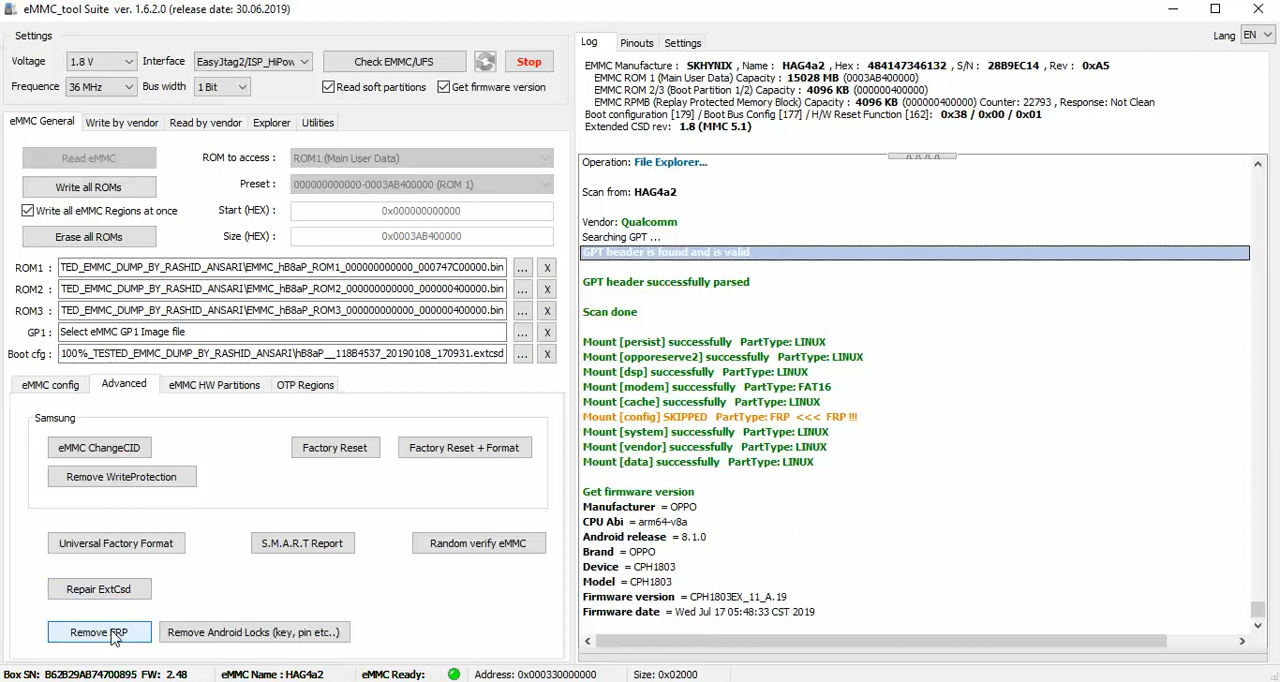 eMMC_tool Suite ver. 1.6.2.0 (release date: 30.06.2019)
Settings
Voltage 1.8 V Interface EasyJtag2/ISP_HiPow Check EMMC/UFS Stop
Frequence 36 MHz Bus width 1 Bit Read soft partitions Get firmware version
eMMC General Write by vendor Read by vendor Explorer Utilities
Read eMMC ROM to access : ROM1 (Main User Data)
Write all ROMs Preset : 000000000000-0003AB400000 (ROM 1)
Write all eMMC Regions at once Start (HEX) : 0x000000000000
Erase all ROMs Size (HEX) : 0x0003AB400000
ROM1 : TED_EMMC_DUMP_BY_RASHID_ANSARI\EMMC_hB8aP_ROM1_000000000000_000747C00000.bin ... X
ROM2 : TED_EMMC_DUMP_BY_RASHID_ANSARI\EMMC_hB8aP_ROM2_000000000000_000000400000.bin ... X
ROM3 : TED_EMMC_DUMP_BY_RASHID_ANSARI\EMMC_hB8aP_ROM3_000000000000_000000400000.bin ... X
GP1 : Select eMMC GP1 Image file ... X
Boot cfg : 100%_TESTED_EMMC_DUMP_BY_RASHID_ANSARI\hB8aP__118B4537_20190108_170931.extcsd ... X
eMMC config Advanced eMMC HW Partitions OTP Regions
Samsung
eMMC ChangeCID Factory Reset Factory Reset + Format
Remove WriteProtection
Universal Factory Format S.M.A.R.T Report Random verify eMMC
Repair ExtCsd
Remove FRP Remove Android Locks (key, pin etc..)
Lang EN
Log Pinouts Settings
EMMC Manufacture : SKHYNIX , Name : HAG4a2 , Hex : 484147346132 , S/N : 28B9EC14 , Rev : 0xA5
EMMC ROM 1 (Main User Data) Capacity : 15028 MB (0003AB400000)
EMMC ROM 2/3 (Boot Partition 1/2) Capacity : 4096 KB (000000400000)
EMMC RPMB (Replay Protected Memory Block) Capacity : 4096 KB (000000400000) Counter: 22793 , Response: Not Clean
Boot configuration [179] / Boot Bus Config [177] / H/W Reset Function [162]: 0x38 / 0x00 / 0x01
Extended CSD rev: 1.8 (MMC 5.1)
Operation: File Explorer...
Scan from: HAG4a2
Vendor: Qualcomm
Searching GPT ...
GPT header is found and is valid
GPT header successfully parsed
Scan done
Mount [persist] successfully PartType: LINUX
Mount [opporeserve2] successfully PartType: LINUX
Mount [dsp] successfully PartType: LINUX
Mount [modem] successfully PartType: FAT16
Mount [cache] successfully PartType: LINUX
Mount [config] SKIPPED PartType: FRP <<< FRP !!!
Mount [system] successfully PartType: LINUX
Mount [vendor] successfully PartType: LINUX
Mount [data] successfully PartType: LINUX
Get firmware version
Manufacturer = OPPO
CPU Abi = arm64-v8a
Android release = 8.1.0
Brand = OPPO
Device = CPH1803
Model = CPH1803
Firmware version = CPH1803EX_11_A.19
Firmware date = Wed Jul 17 05:48:33 CST 2019
Box SN: B62B29AB74700895 FW: 2.48 eMMC Name : HAG4a2 eMMC Ready: Address: 0x000330000000 Size: 0x02000